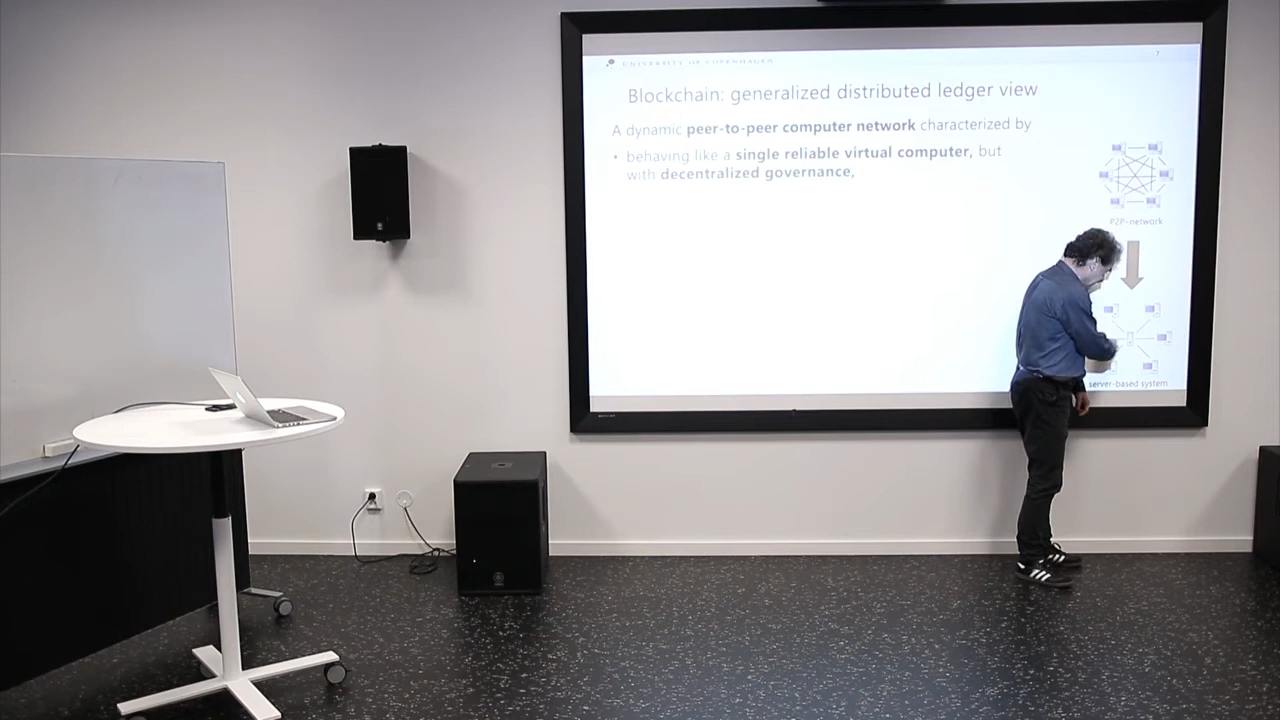 UNIVERSITY OF COPENHAGEN
7
Blockchain: generalized distributed ledger view
A dynamic peer-to-peer computer network characterized by
• behaving like a single reliable virtual computer, but
with decentralized governance,
P2P-network
server-based system